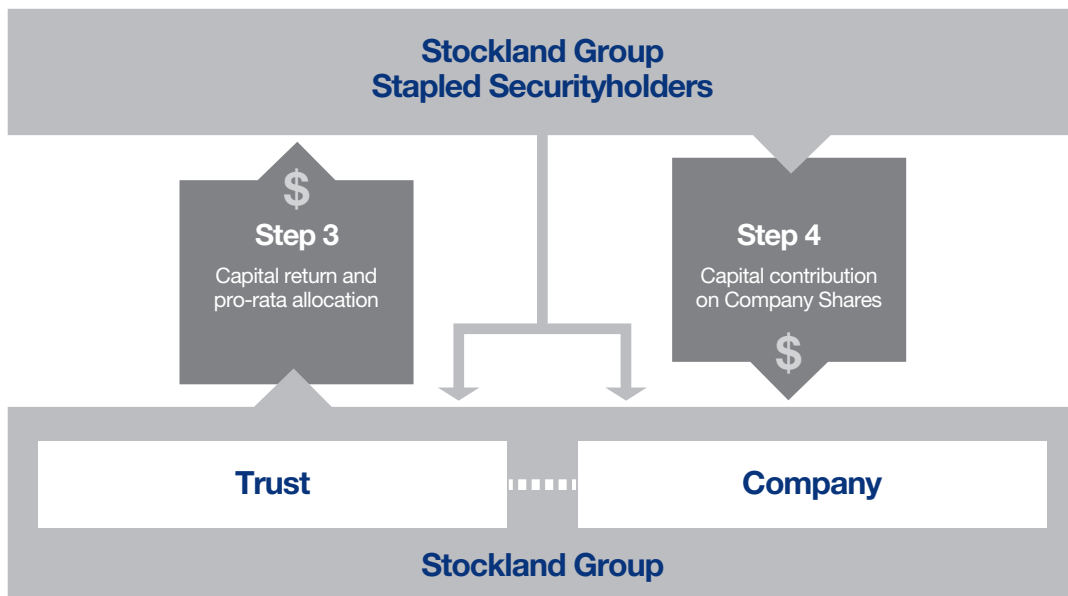 Stockland Group
Stapled Securityholders
$
Step 3
Capital return and
pro-rata allocation
Step 4
Capital contribution
on Company Shares
$
Trust
Company
Stockland Group